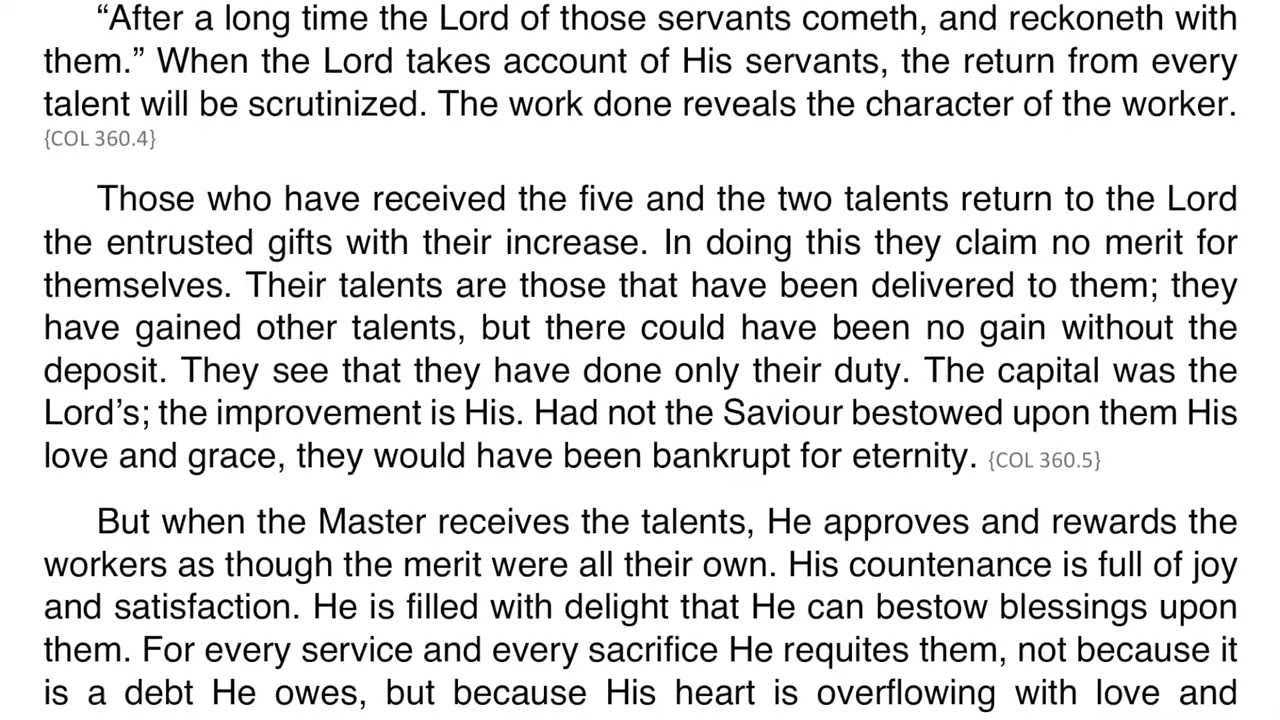 “After a long time the Lord of those servants cometh, and reckoneth with
them.” When the Lord takes account of His servants, the return from every
talent will be scrutinized. The work done reveals the character of the worker.
{COL 360.4}
Those who have received the five and the two talents return to the Lord
the entrusted gifts with their increase. In doing this they claim no merit for
themselves. Their talents are those that have been delivered to them; they
have gained other talents, but there could have been no gain without the
deposit. They see that they have done only their duty. The capital was the
Lord’s; the improvement is His. Had not the Saviour bestowed upon them His
love and grace, they would have been bankrupt for eternity. {COL 360.5}
But when the Master receives the talents, He approves and rewards the
workers as though the merit were all their own. His countenance is full of joy
and satisfaction. He is filled with delight that He can bestow blessings upon
them. For every service and every sacrifice He requites them, not because it
is a debt He owes, but because His heart is overflowing with love and